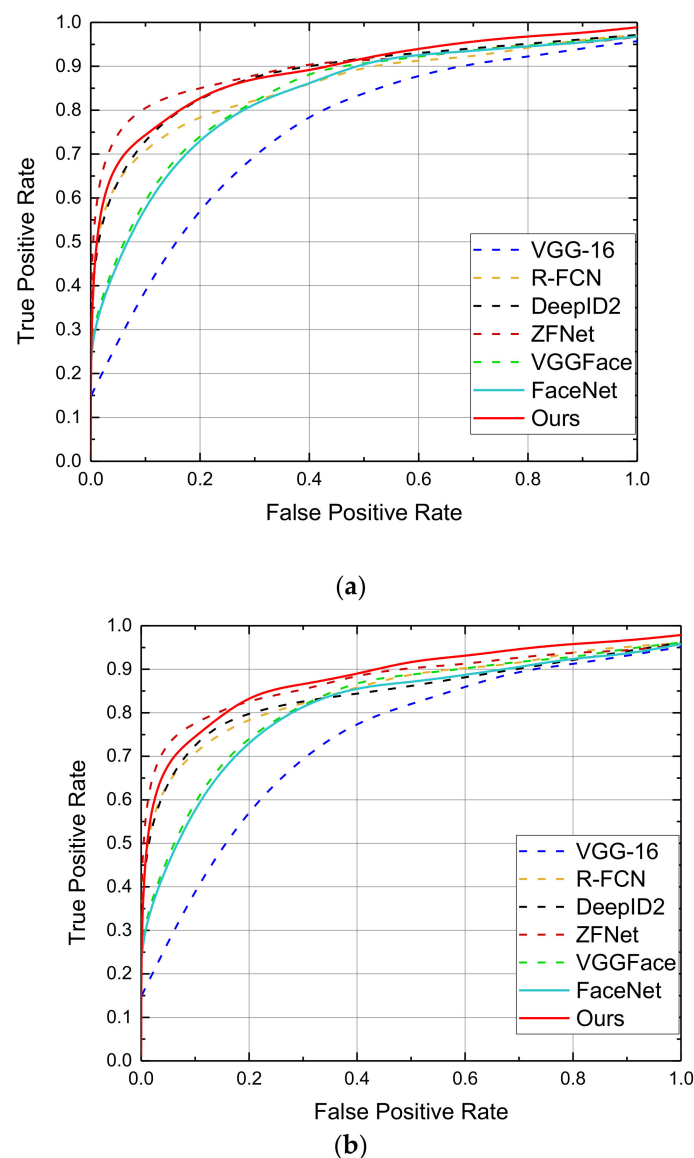 1.0
0.9
0.8
0.7
0.6
0.5
0.4
0.3
0.2
0.1
0.0
True Positive Rate
VGG-16
R-FCN
DeepID2
ZFNet
VGGFace
FaceNet
Ours
0.0 0.2 0.4 0.6 0.8 1.0
False Positive Rate
(a)
1.0
0.9
0.8
0.7
0.6
0.5
0.4
0.3
0.2
0.1
0.0
True Positive Rate
VGG-16
R-FCN
DeepID2
ZFNet
VGGFace
FaceNet
Ours
0.0 0.2 0.4 0.6 0.8 1.0
False Positive Rate
(b)